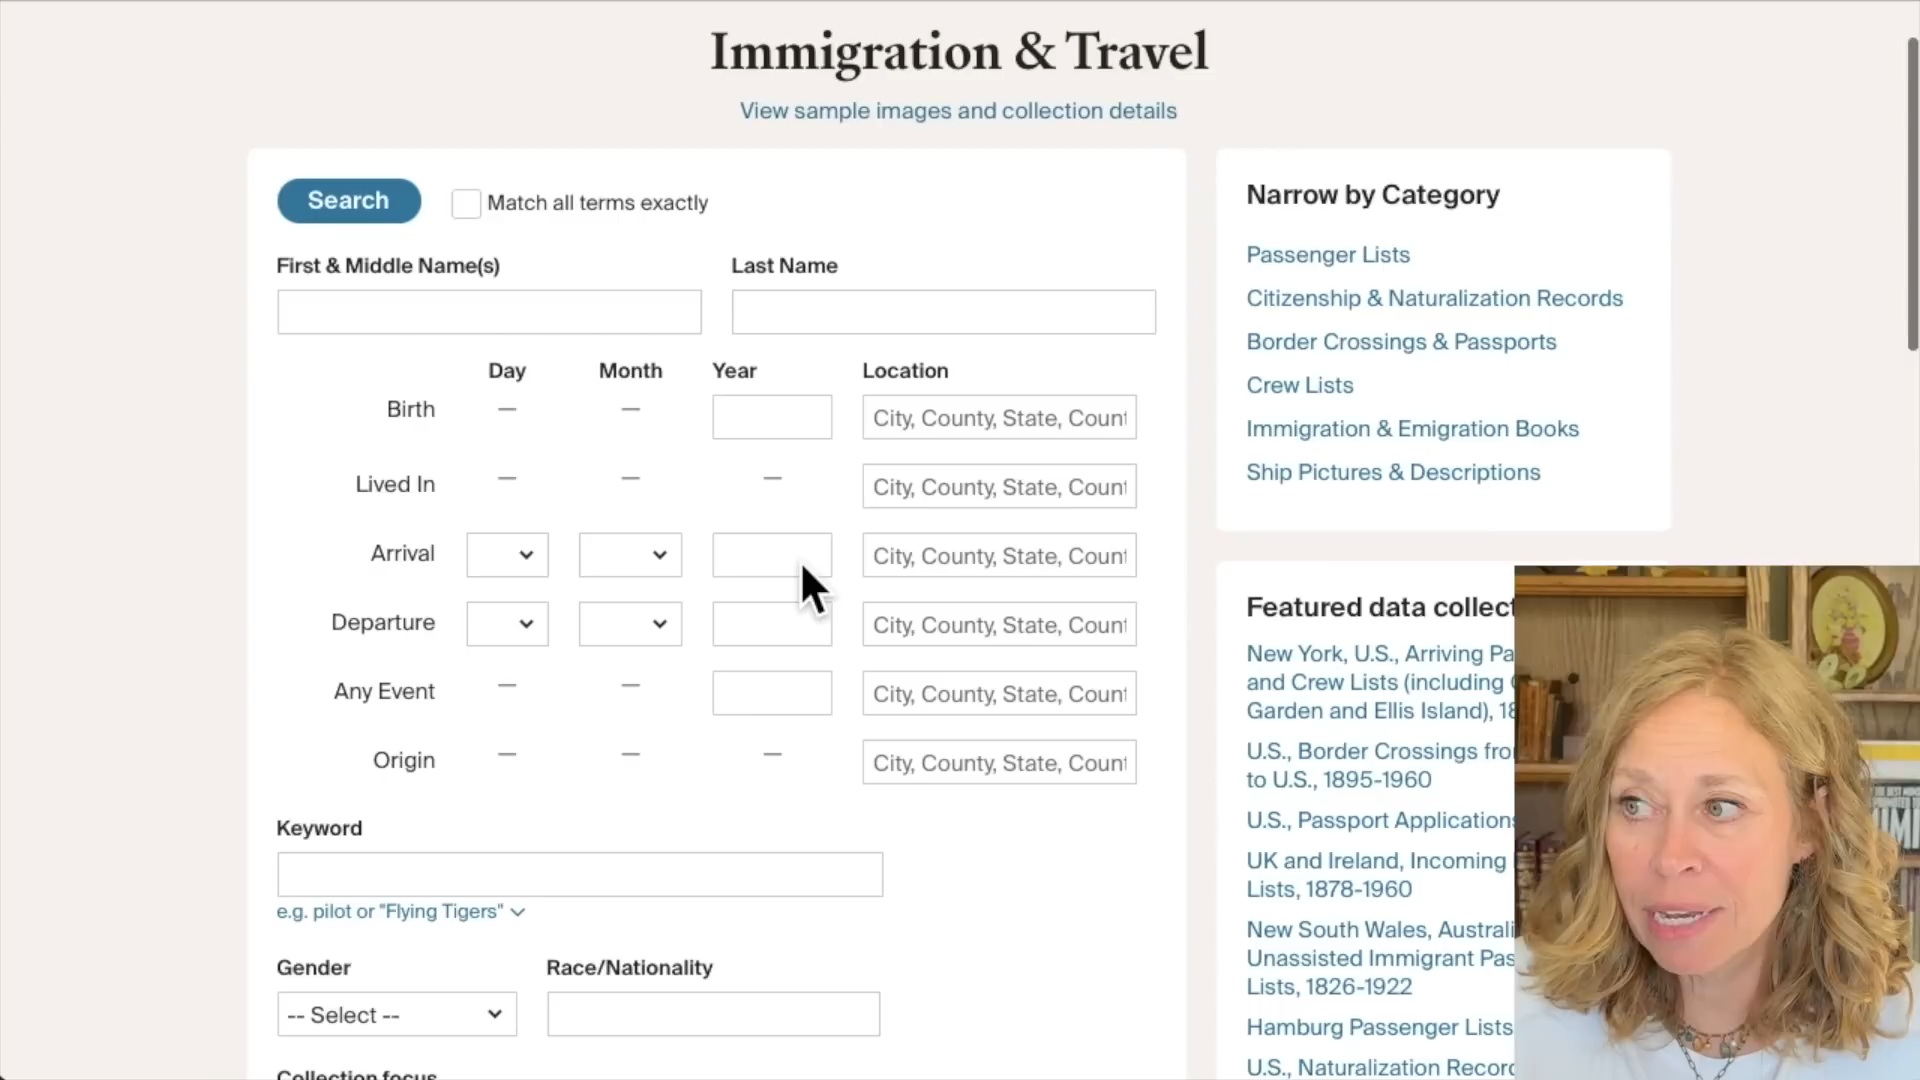 Immigration & Travel
View sample images and collection details
Search
Match all terms exactly
First & Middle Name(s)
Last Name
Day
Month
Year
Location
Birth
—
—
City, County, State, Count
Lived In
—
—
—
City, County, State, Count
Arrival
City, County, State, Count
Departure
City, County, State, Count
Any Event
—
—
City, County, State, Count
Origin
—
—
—
City, County, State, Count
Keyword
e.g. pilot or "Flying Tigers"
Gender
Race/Nationality
-- Select --
Collection focus
Narrow by Category
Passenger Lists
Citizenship & Naturalization Records
Border Crossings & Passports
Crew Lists
Immigration & Emigration Books
Ship Pictures & Descriptions
Featured data collect
New York, U.S., Arriving Pa
and Crew Lists (including
Garden and Ellis Island), 18
U.S., Border Crossings fro
to U.S., 1895-1960
U.S., Passport Applications
UK and Ireland, Incoming
Lists, 1878-1960
New South Wales, Australi
Unassisted Immigrant Pas
Lists, 1826-1922
Hamburg Passenger Lists
U.S., Naturalization Recor